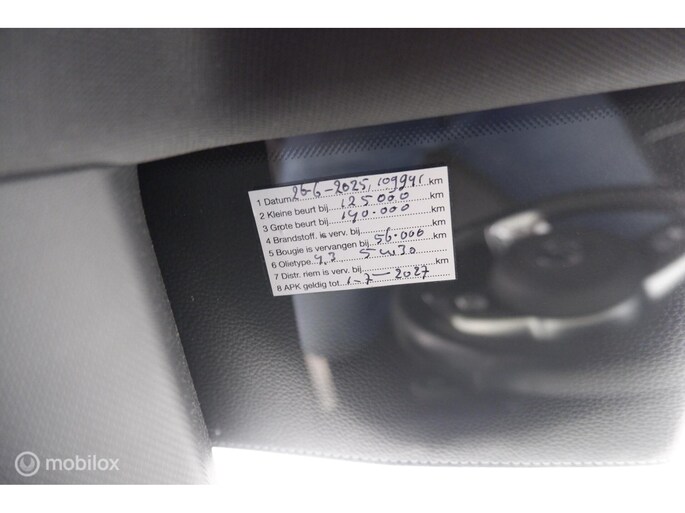 1 Datum 26-6-2025, 109941 km
2 Kleine beurt bij 125000 km
3 Grote beurt bij 140.000 km
4 Brandstoff. is verv. bij km
5 Bougie is vervangen bij 56.000 km
6 Olietype 4,3 5w30
7 Distr. riem is verv. bij km
8 APK geldig tot 1-7-2027
mobilox